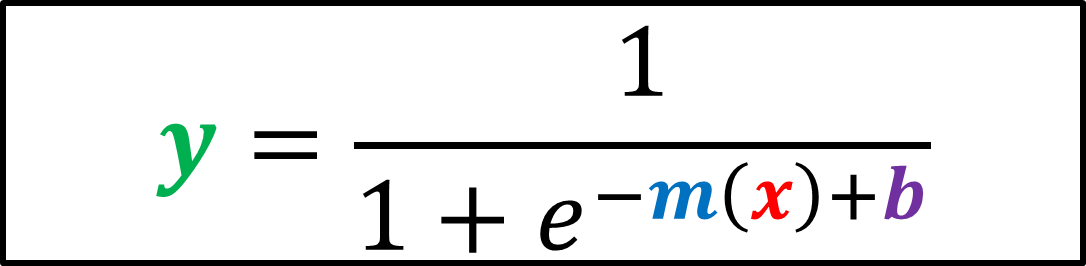 y = 1 / (1 + e^(−m(x)+b))